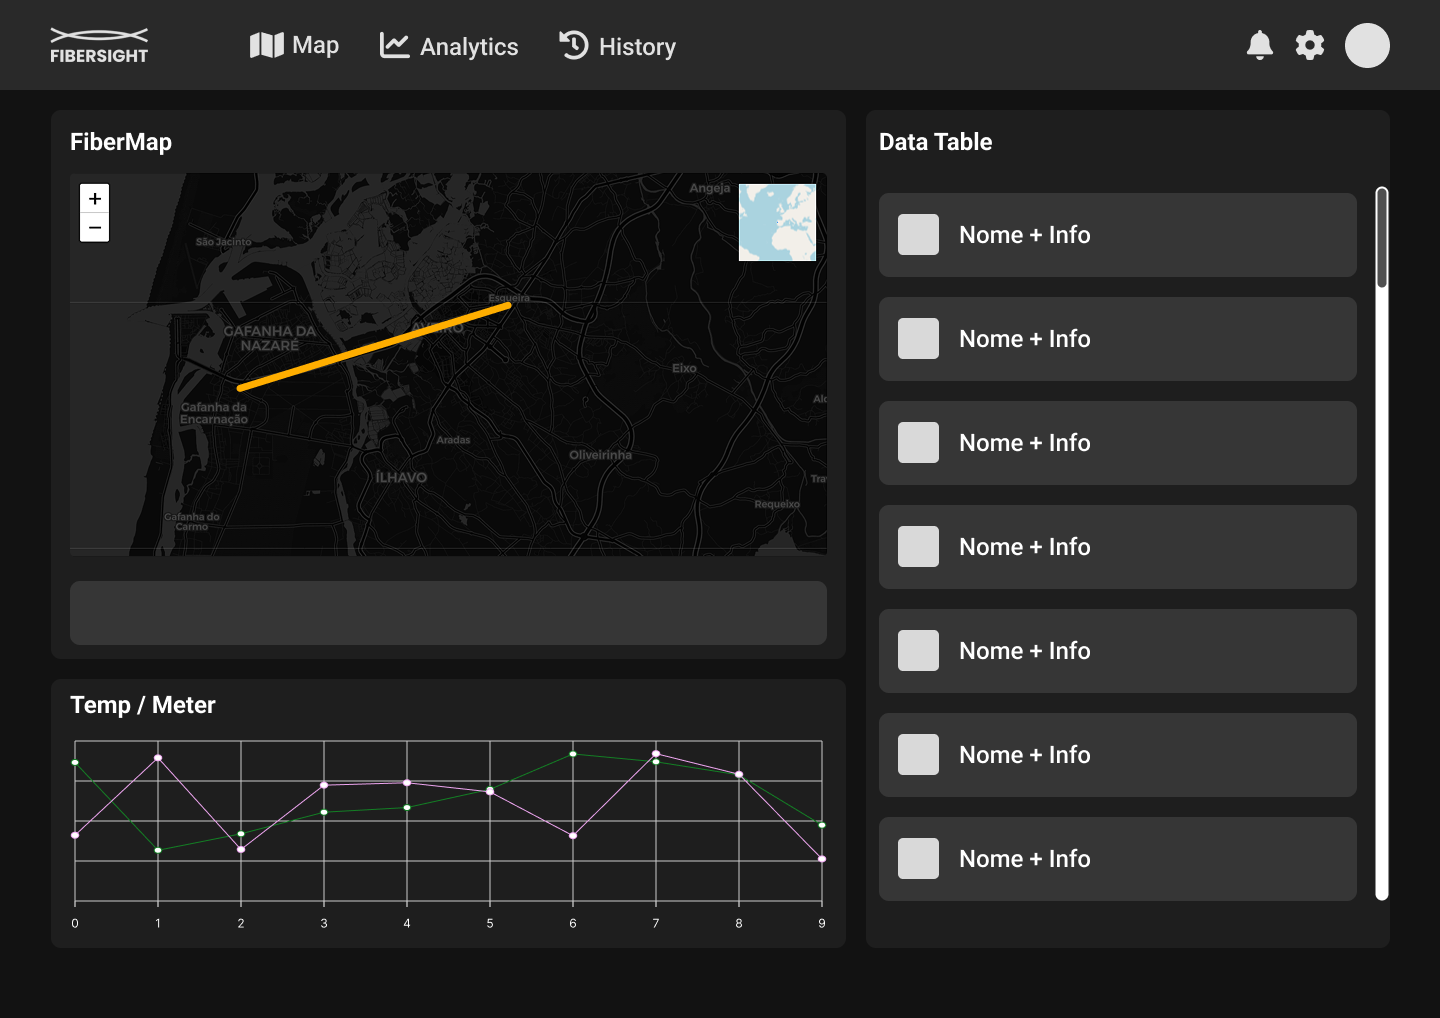 FIBERSIGHT
Map
Analytics
History
FiberMap
+
−
São Jacinto
Angeja
Esgueira
AVEIRO
GAFANHA DA
NAZARÉ
Eixo
Gafanha da
Encarnação
Aradas
Oliveirinha
ÍLHAVO
Requeixo
Gafanha do
Carmo
Temp / Meter
0 1 2 3 4 5 6 7 8 9
Data Table
Nome + Info
Nome + Info
Nome + Info
Nome + Info
Nome + Info
Nome + Info
Nome + Info